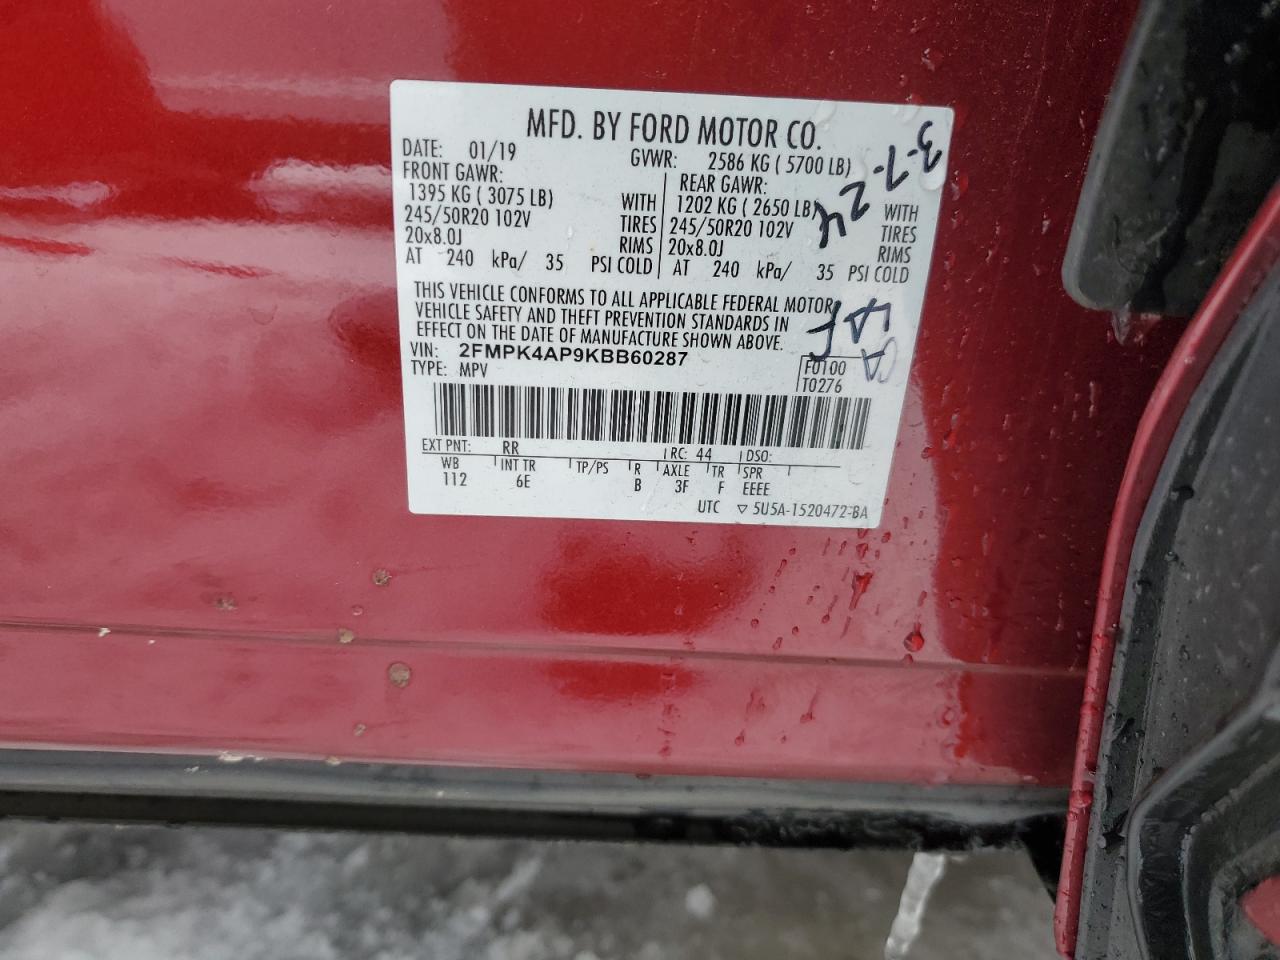 MFD. BY FORD MOTOR CO.
DATE: 01/19 GVWR: 2586 KG ( 5700 LB)
FRONT GAWR: REAR GAWR:
1395 KG ( 3075 LB) WITH 1202 KG ( 2650 LB) WITH
245/50R20 102V TIRES 245/50R20 102V TIRES
20x8.0J RIMS 20x8.0J RIMS
AT 240 kPa/ 35 PSI COLD AT 240 kPa/ 35 PSI COLD
THIS VEHICLE CONFORMS TO ALL APPLICABLE FEDERAL MOTOR
VEHICLE SAFETY AND THEFT PREVENTION STANDARDS IN
EFFECT ON THE DATE OF MANUFACTURE SHOWN ABOVE.
VIN: 2FMPK4AP9KBB60287
TYPE: MPV
F0100
T0276
EXT PNT: RR RC: 44 DSO:
WB INT TR TP/PS R AXLE TR SPR
112 6E B 3F F EEEE
UTC ▽ 5U5A-1520472-BA
3-7-24
CA